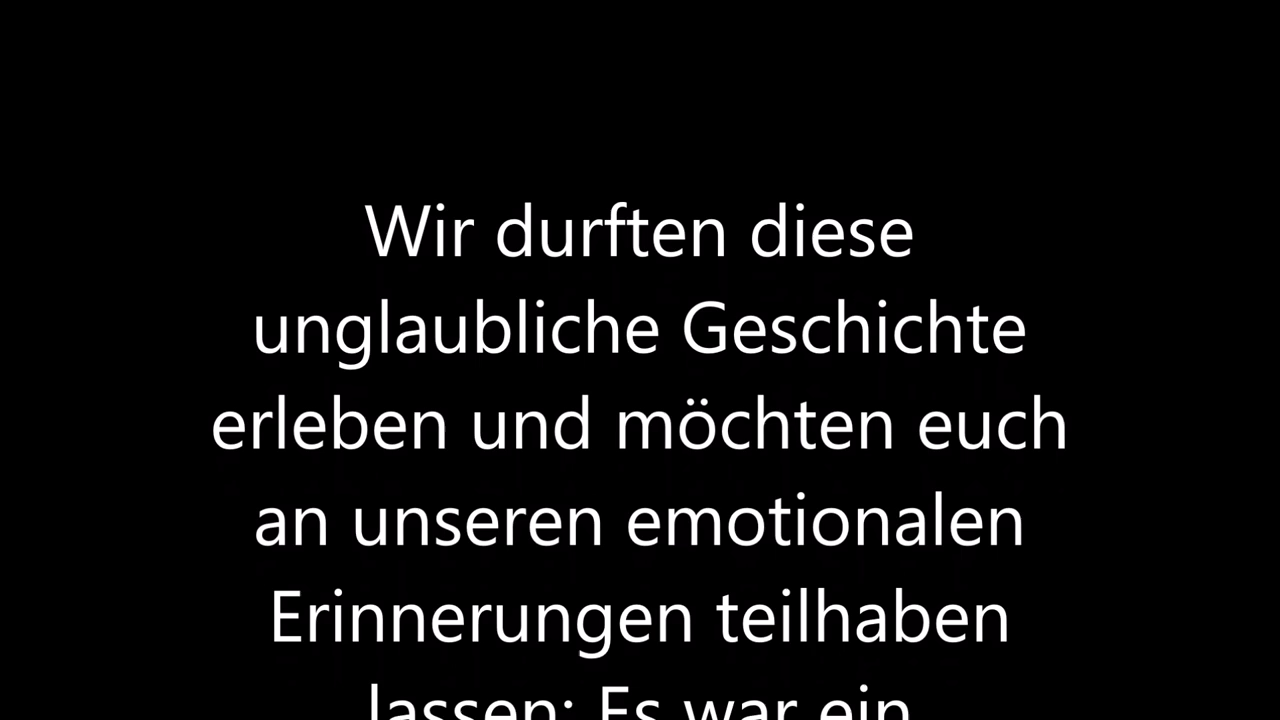 Wir durften diese
unglaubliche Geschichte
erleben und möchten euch
an unseren emotionalen
Erinnerungen teilhaben
lassen: Es war ein